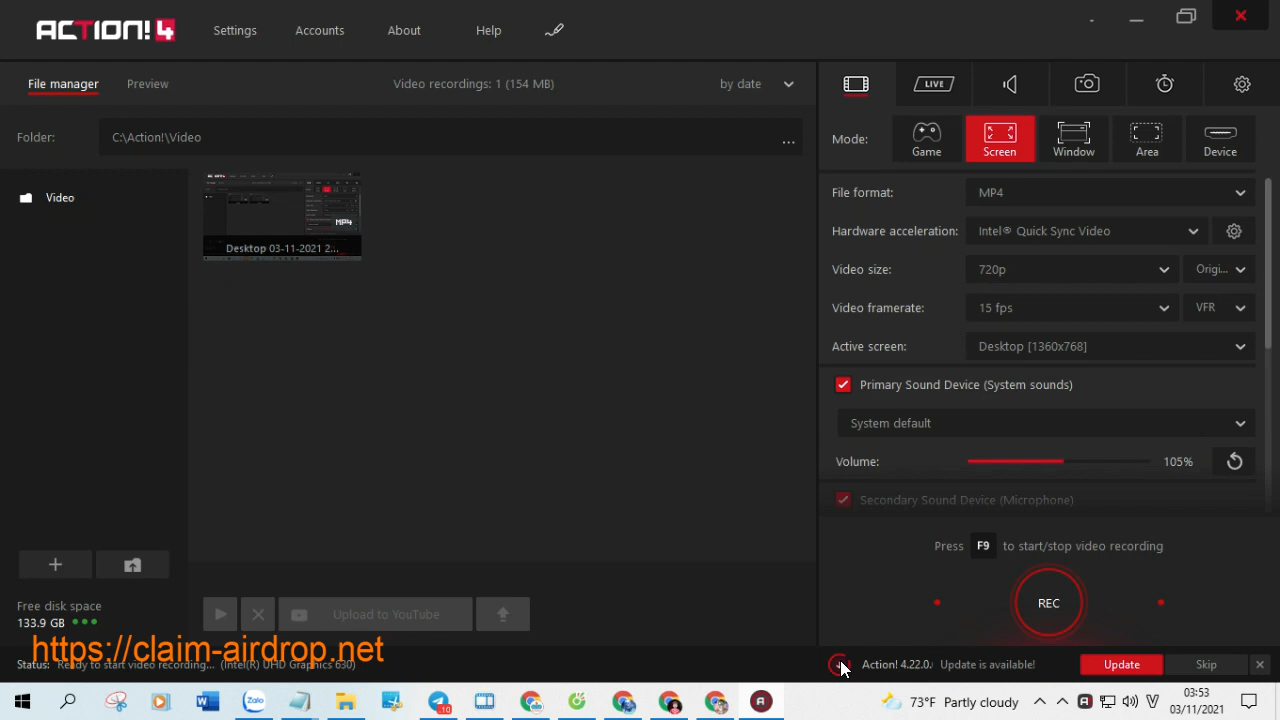 ACTION! 4
Settings
Accounts
About
Help
File manager
Preview
Video recordings: 1 (154 MB)
by date
LIVE
Folder:
C:\Action!\Video
...
Mode:
Game
Screen
Window
Area
Device
Video
MP4
Desktop 03-11-2021 2...
File format:
MP4
Hardware acceleration:
Intel® Quick Sync Video
Video size:
720p
Origi...
Video framerate:
15 fps
VFR
Active screen:
Desktop [1360x768]
Primary Sound Device (System sounds)
System default
Volume:
105%
Secondary Sound Device (Microphone)
Press F9 to start/stop video recording
REC
Free disk space
133.9 GB
Upload to YouTube
https://claim-airdrop.net
Status: Ready to start video recording... (Intel(R) UHD Graphics 630)
Action! 4.22.0. Update is available!
Update
Skip
W
Zalo
10
73°F Partly cloudy
03:53
03/11/2021